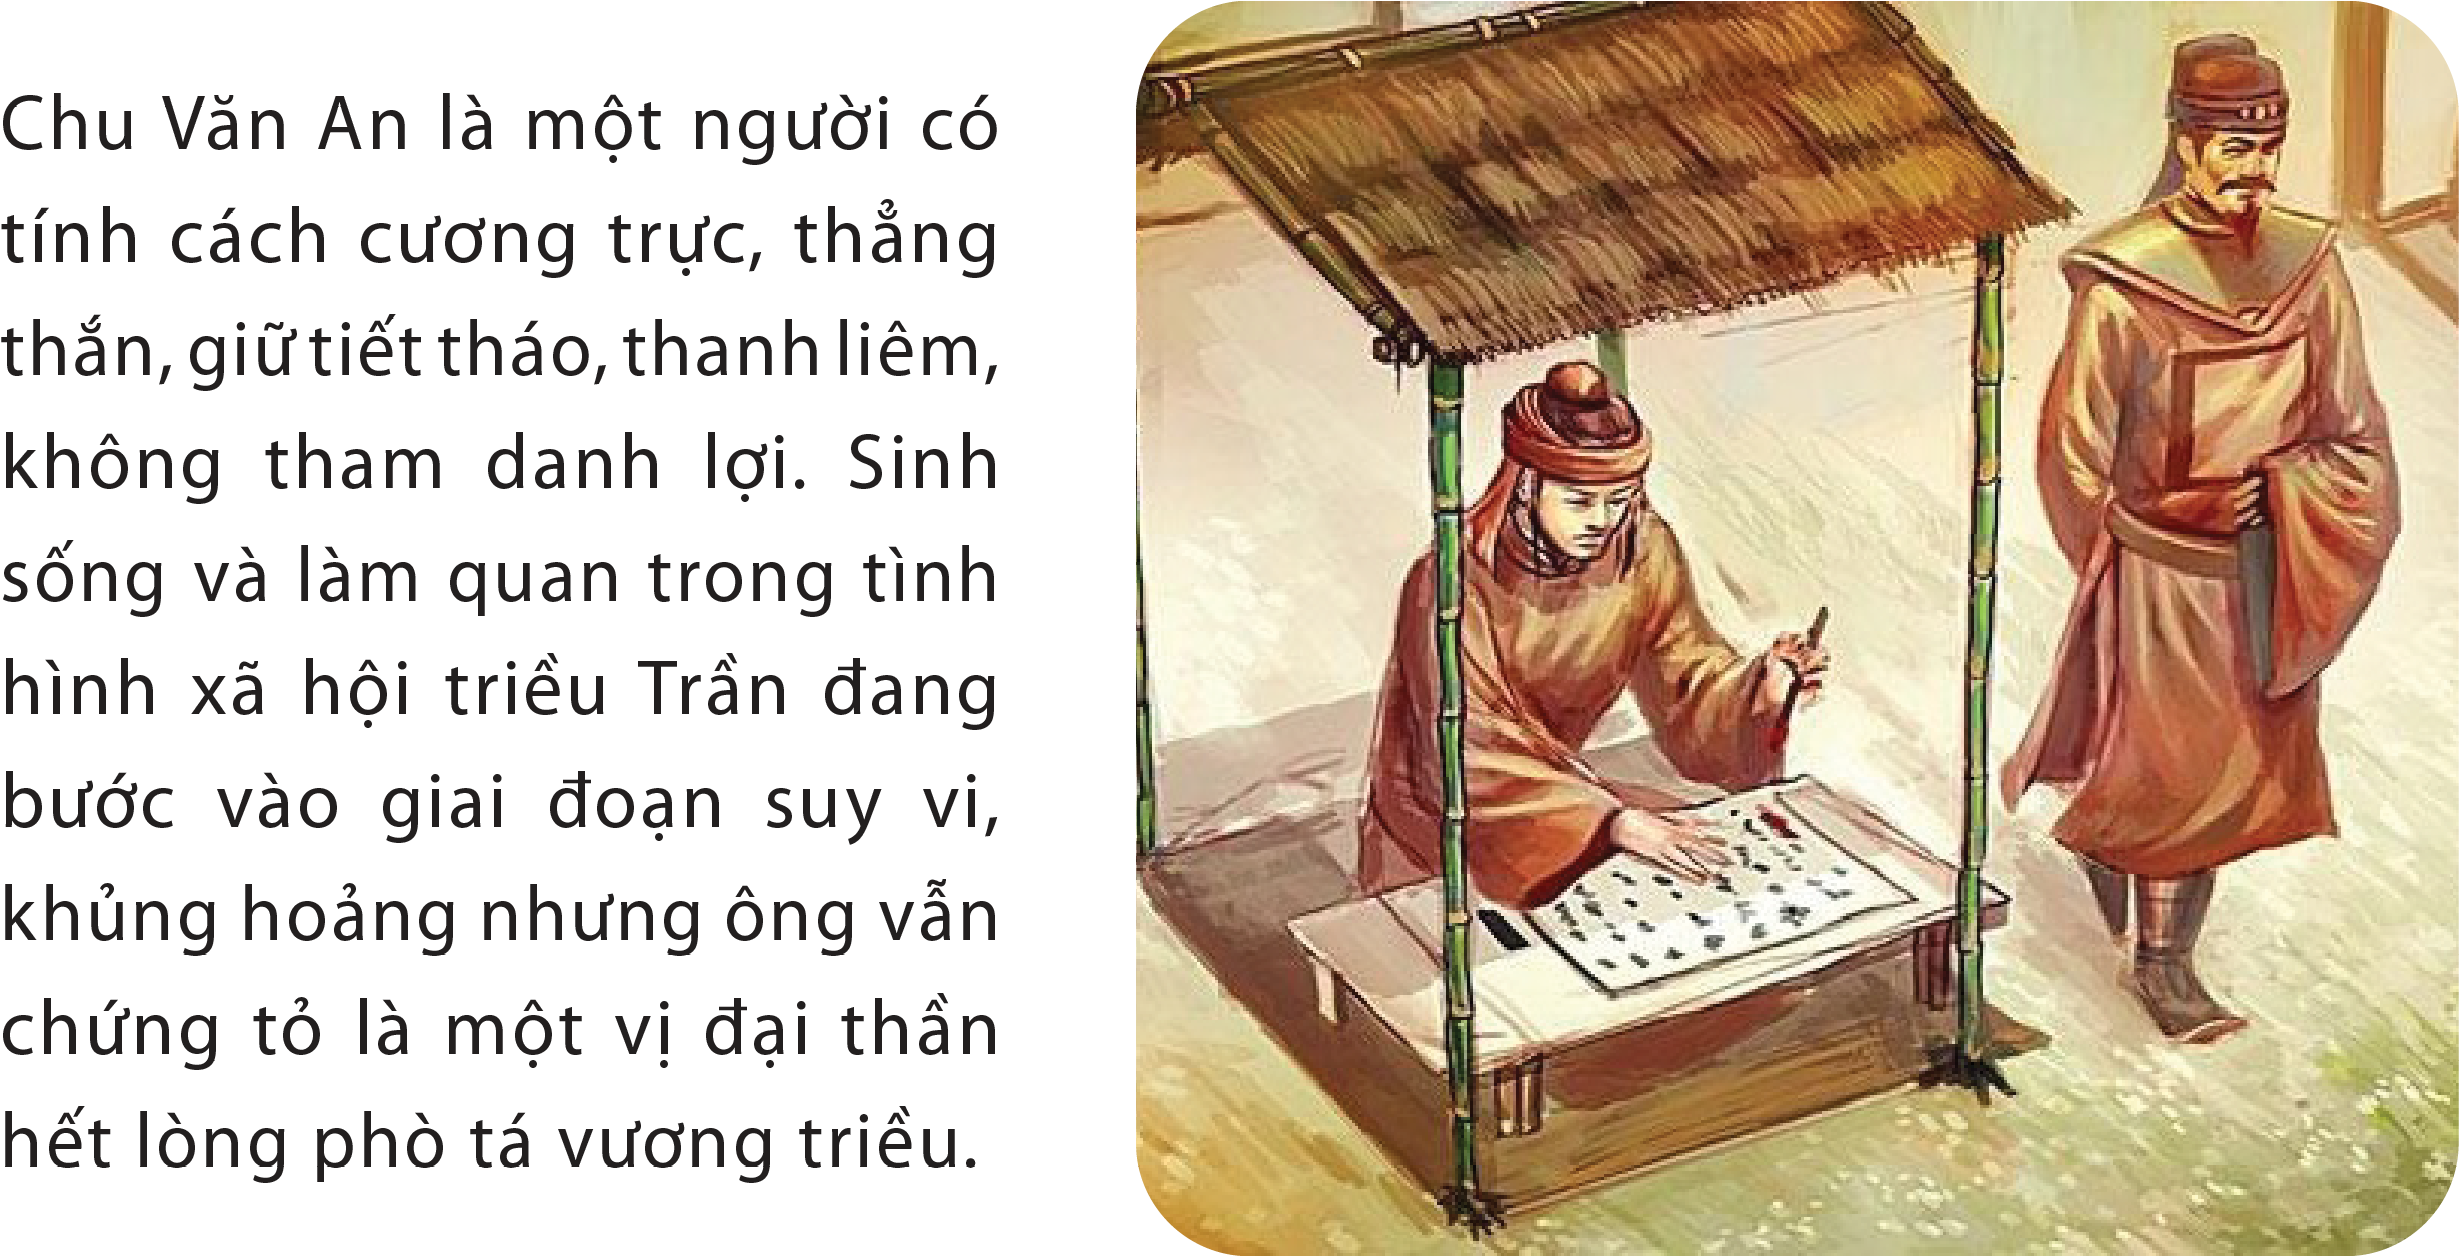 Chu Văn An là một người có
tính cách cương trực, thẳng
thắn, giữ tiết tháo, thanh liêm,
không tham danh lợi. Sinh
sống và làm quan trong tình
hình xã hội triều Trần đang
bước vào giai đoạn suy vi,
khủng hoảng nhưng ông vẫn
chứng tỏ là một vị đại thần
hết lòng phò tá vương triều.